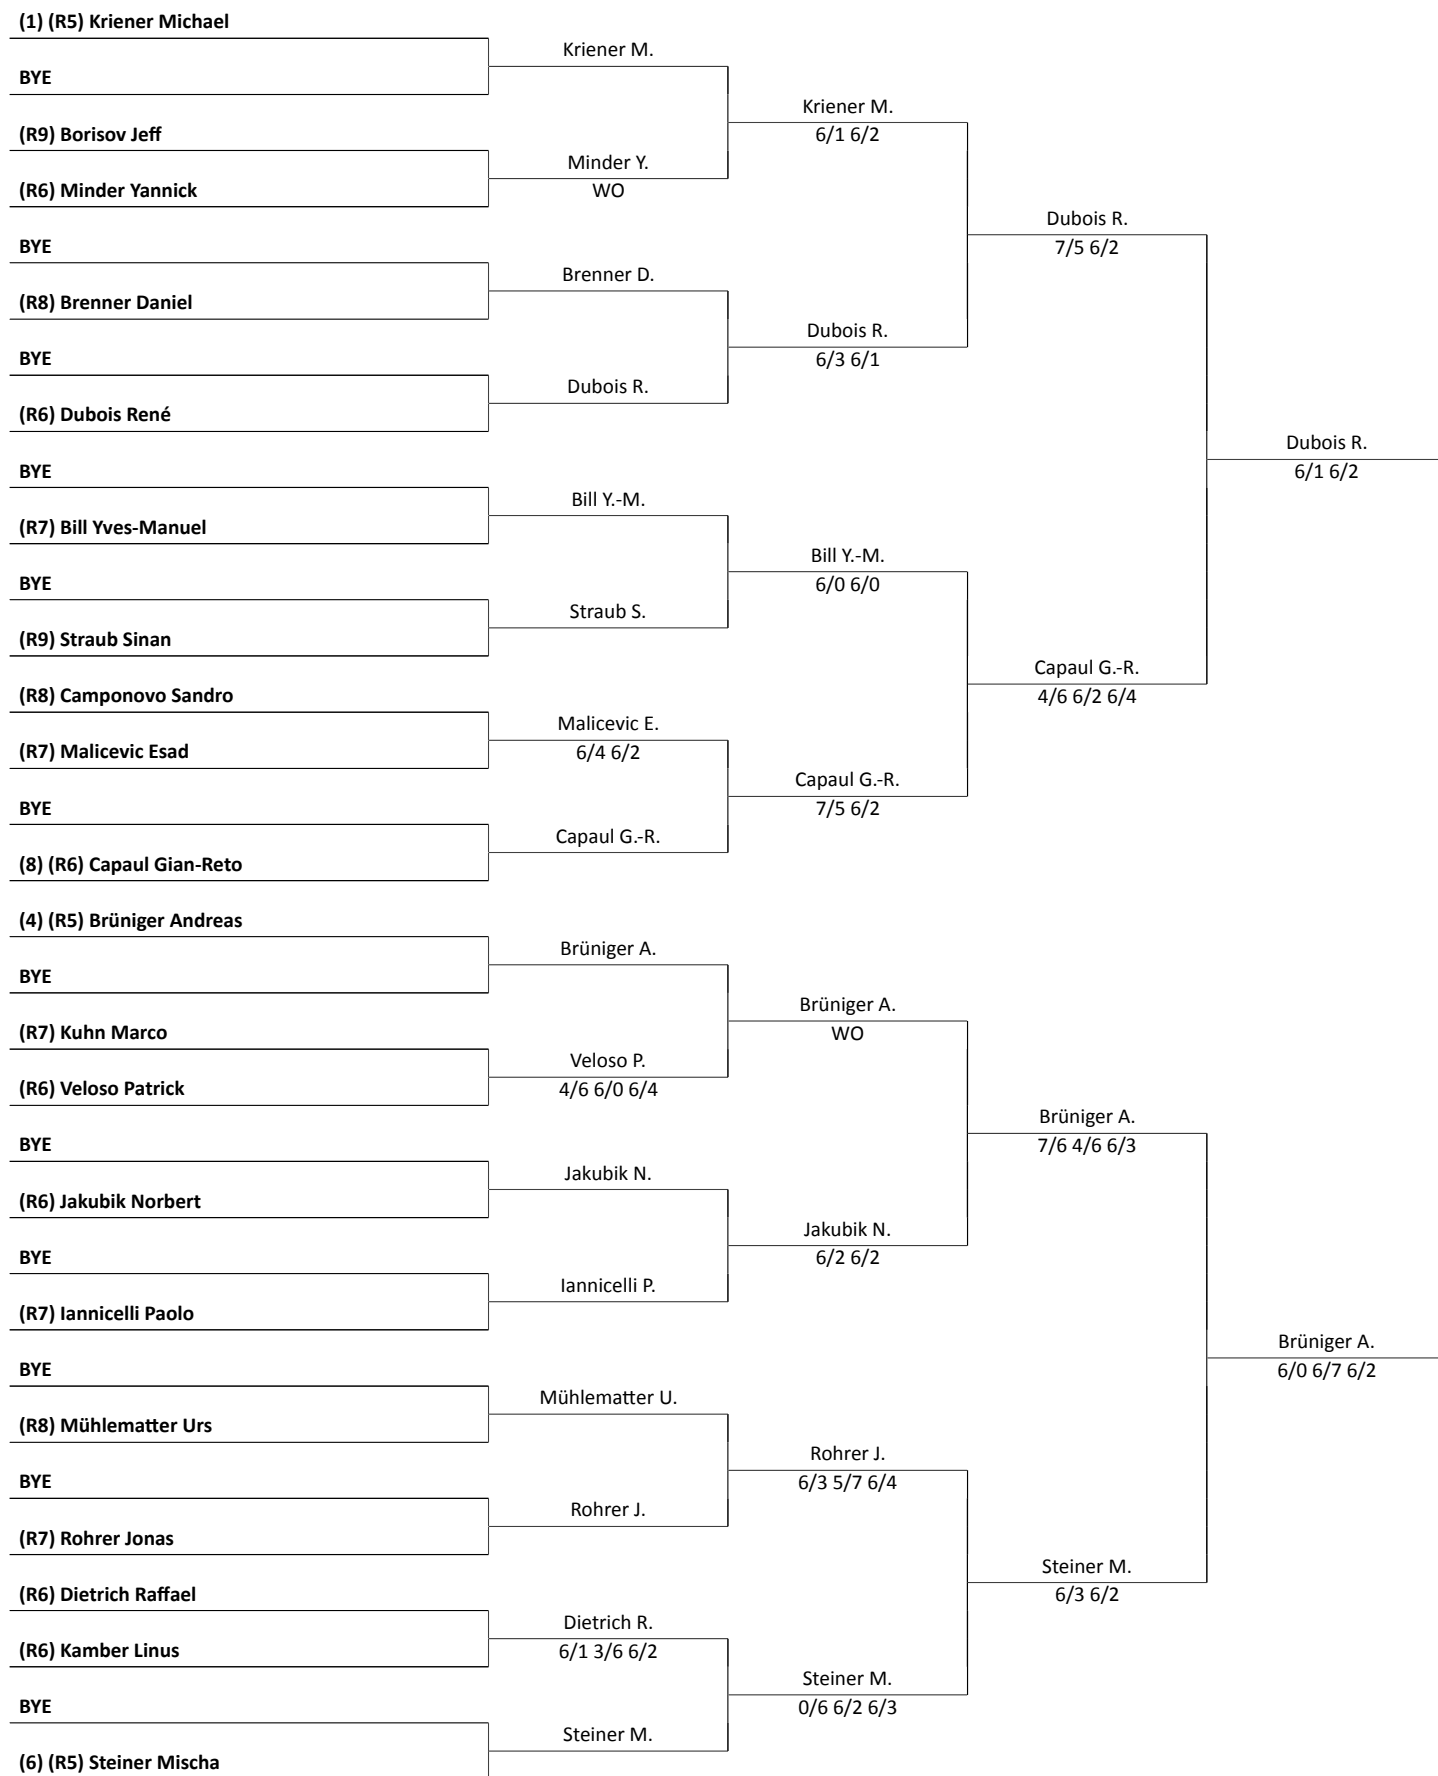 (1) (R5) Kriener Michael
Kriener M.
BYE
Kriener M.
6/1 6/2
(R9) Borisov Jeff
Minder Y.
WO
(R6) Minder Yannick
Dubois R.
7/5 6/2
BYE
Brenner D.
(R8) Brenner Daniel
Dubois R.
6/3 6/1
BYE
Dubois R.
(R6) Dubois René
Dubois R.
6/1 6/2
BYE
Bill Y.-M.
(R7) Bill Yves-Manuel
Bill Y.-M.
6/0 6/0
BYE
Straub S.
(R9) Straub Sinan
Capaul G.-R.
4/6 6/2 6/4
(R8) Camponovo Sandro
Malicevic E.
6/4 6/2
(R7) Malicevic Esad
Capaul G.-R.
7/5 6/2
BYE
Capaul G.-R.
(8) (R6) Capaul Gian-Reto
(4) (R5) Brüniger Andreas
Brüniger A.
BYE
Brüniger A.
WO
(R7) Kuhn Marco
Veloso P.
4/6 6/0 6/4
(R6) Veloso Patrick
Brüniger A.
7/6 4/6 6/3
BYE
Jakubik N.
(R6) Jakubik Norbert
Jakubik N.
6/2 6/2
BYE
Iannicelli P.
(R7) Iannicelli Paolo
Brüniger A.
6/0 6/7 6/2
BYE
Mühlematter U.
(R8) Mühlematter Urs
Rohrer J.
6/3 5/7 6/4
BYE
Rohrer J.
(R7) Rohrer Jonas
Steiner M.
6/3 6/2
(R6) Dietrich Raffael
Dietrich R.
6/1 3/6 6/2
(R6) Kamber Linus
Steiner M.
0/6 6/2 6/3
BYE
Steiner M.
(6) (R5) Steiner Mischa